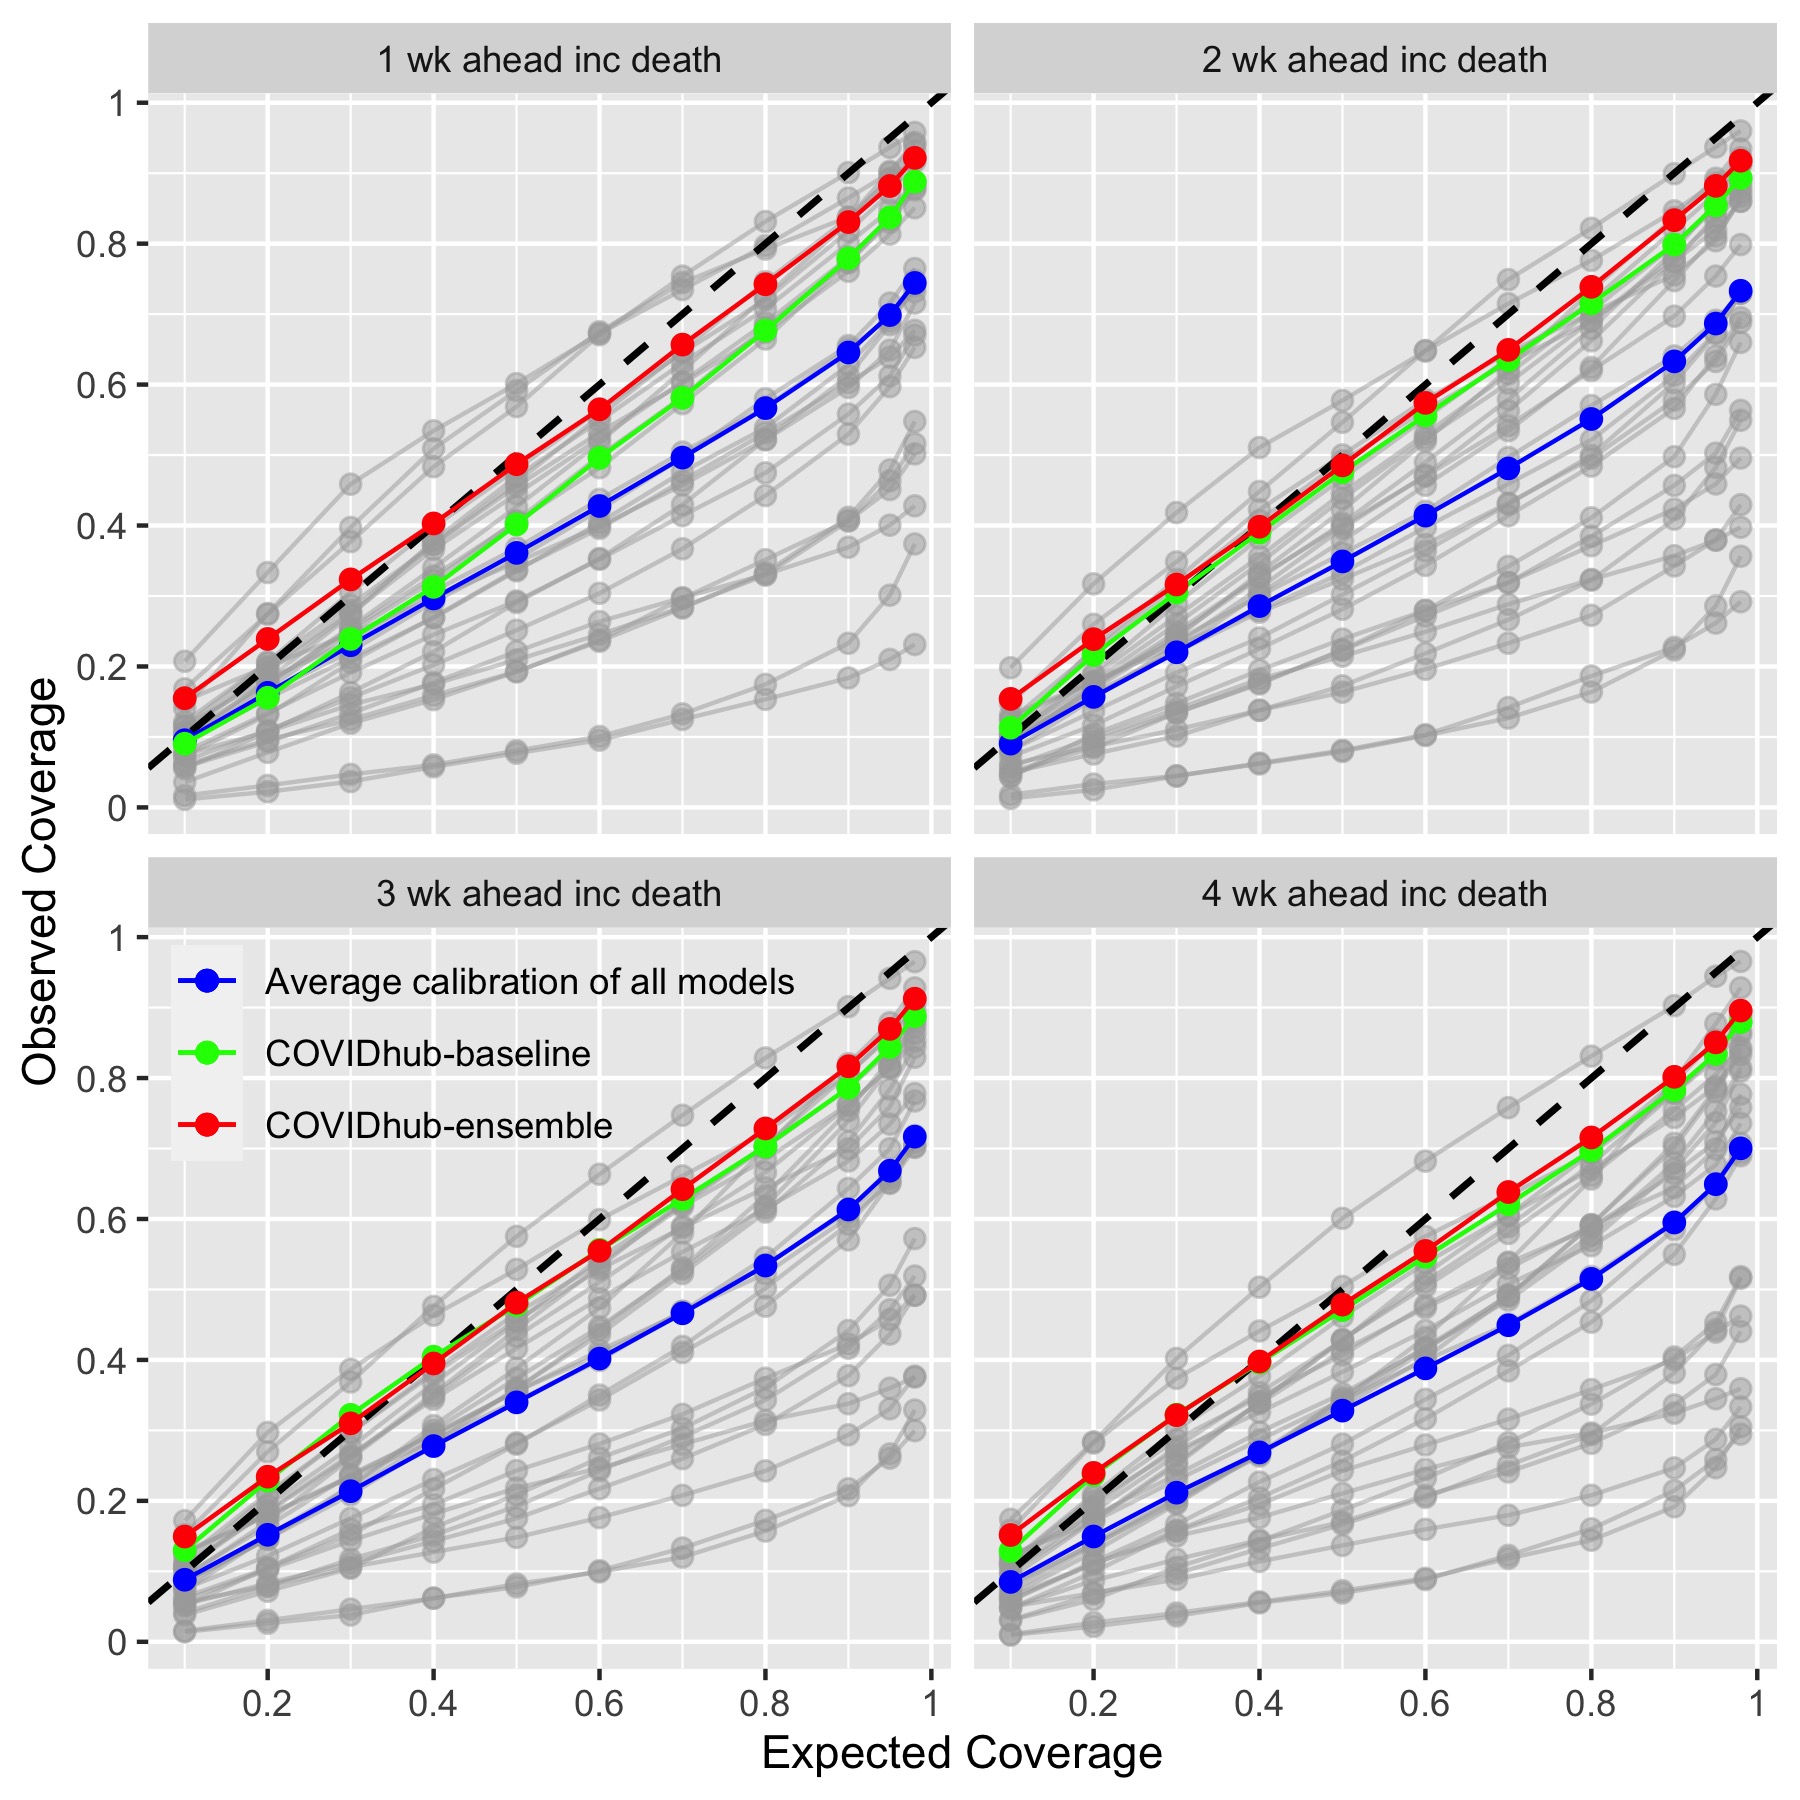 1 wk ahead inc death
2 wk ahead inc death
1
0.8
0.6
0.4
0.2
0
Observed Coverage
3 wk ahead inc death
4 wk ahead inc death
1
0.8
0.6
0.4
0.2
0
Average calibration of all models
COVIDhub-baseline
COVIDhub-ensemble
0.2 0.4 0.6 0.8 1
0.2 0.4 0.6 0.8 1
Expected Coverage